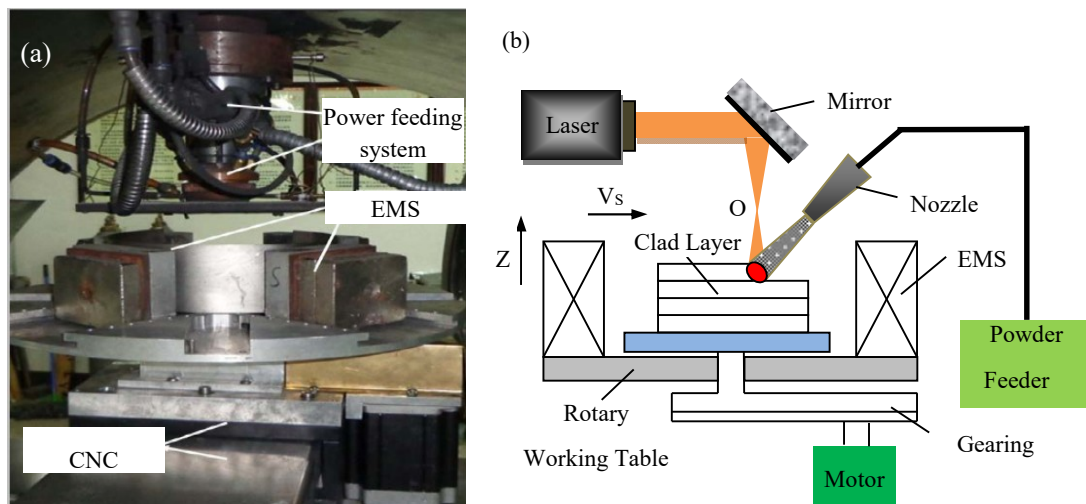 (a)
Power feeding
system
EMS
S
CNC
(b)
Laser
Mirror
Nozzle
Vs
O
Z
Clad Layer
EMS
Powder
Feeder
Rotary
Gearing
Working Table
Motor